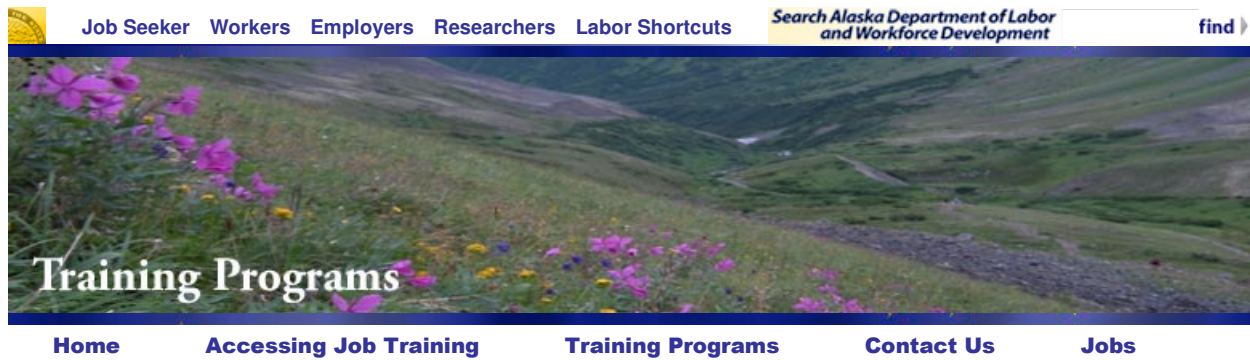 Job Seeker Workers Employers Researchers Labor Shortcuts
Search Alaska Department of Labor
and Workforce Development
find
Training Programs
Home Accessing Job Training Training Programs Contact Us Jobs